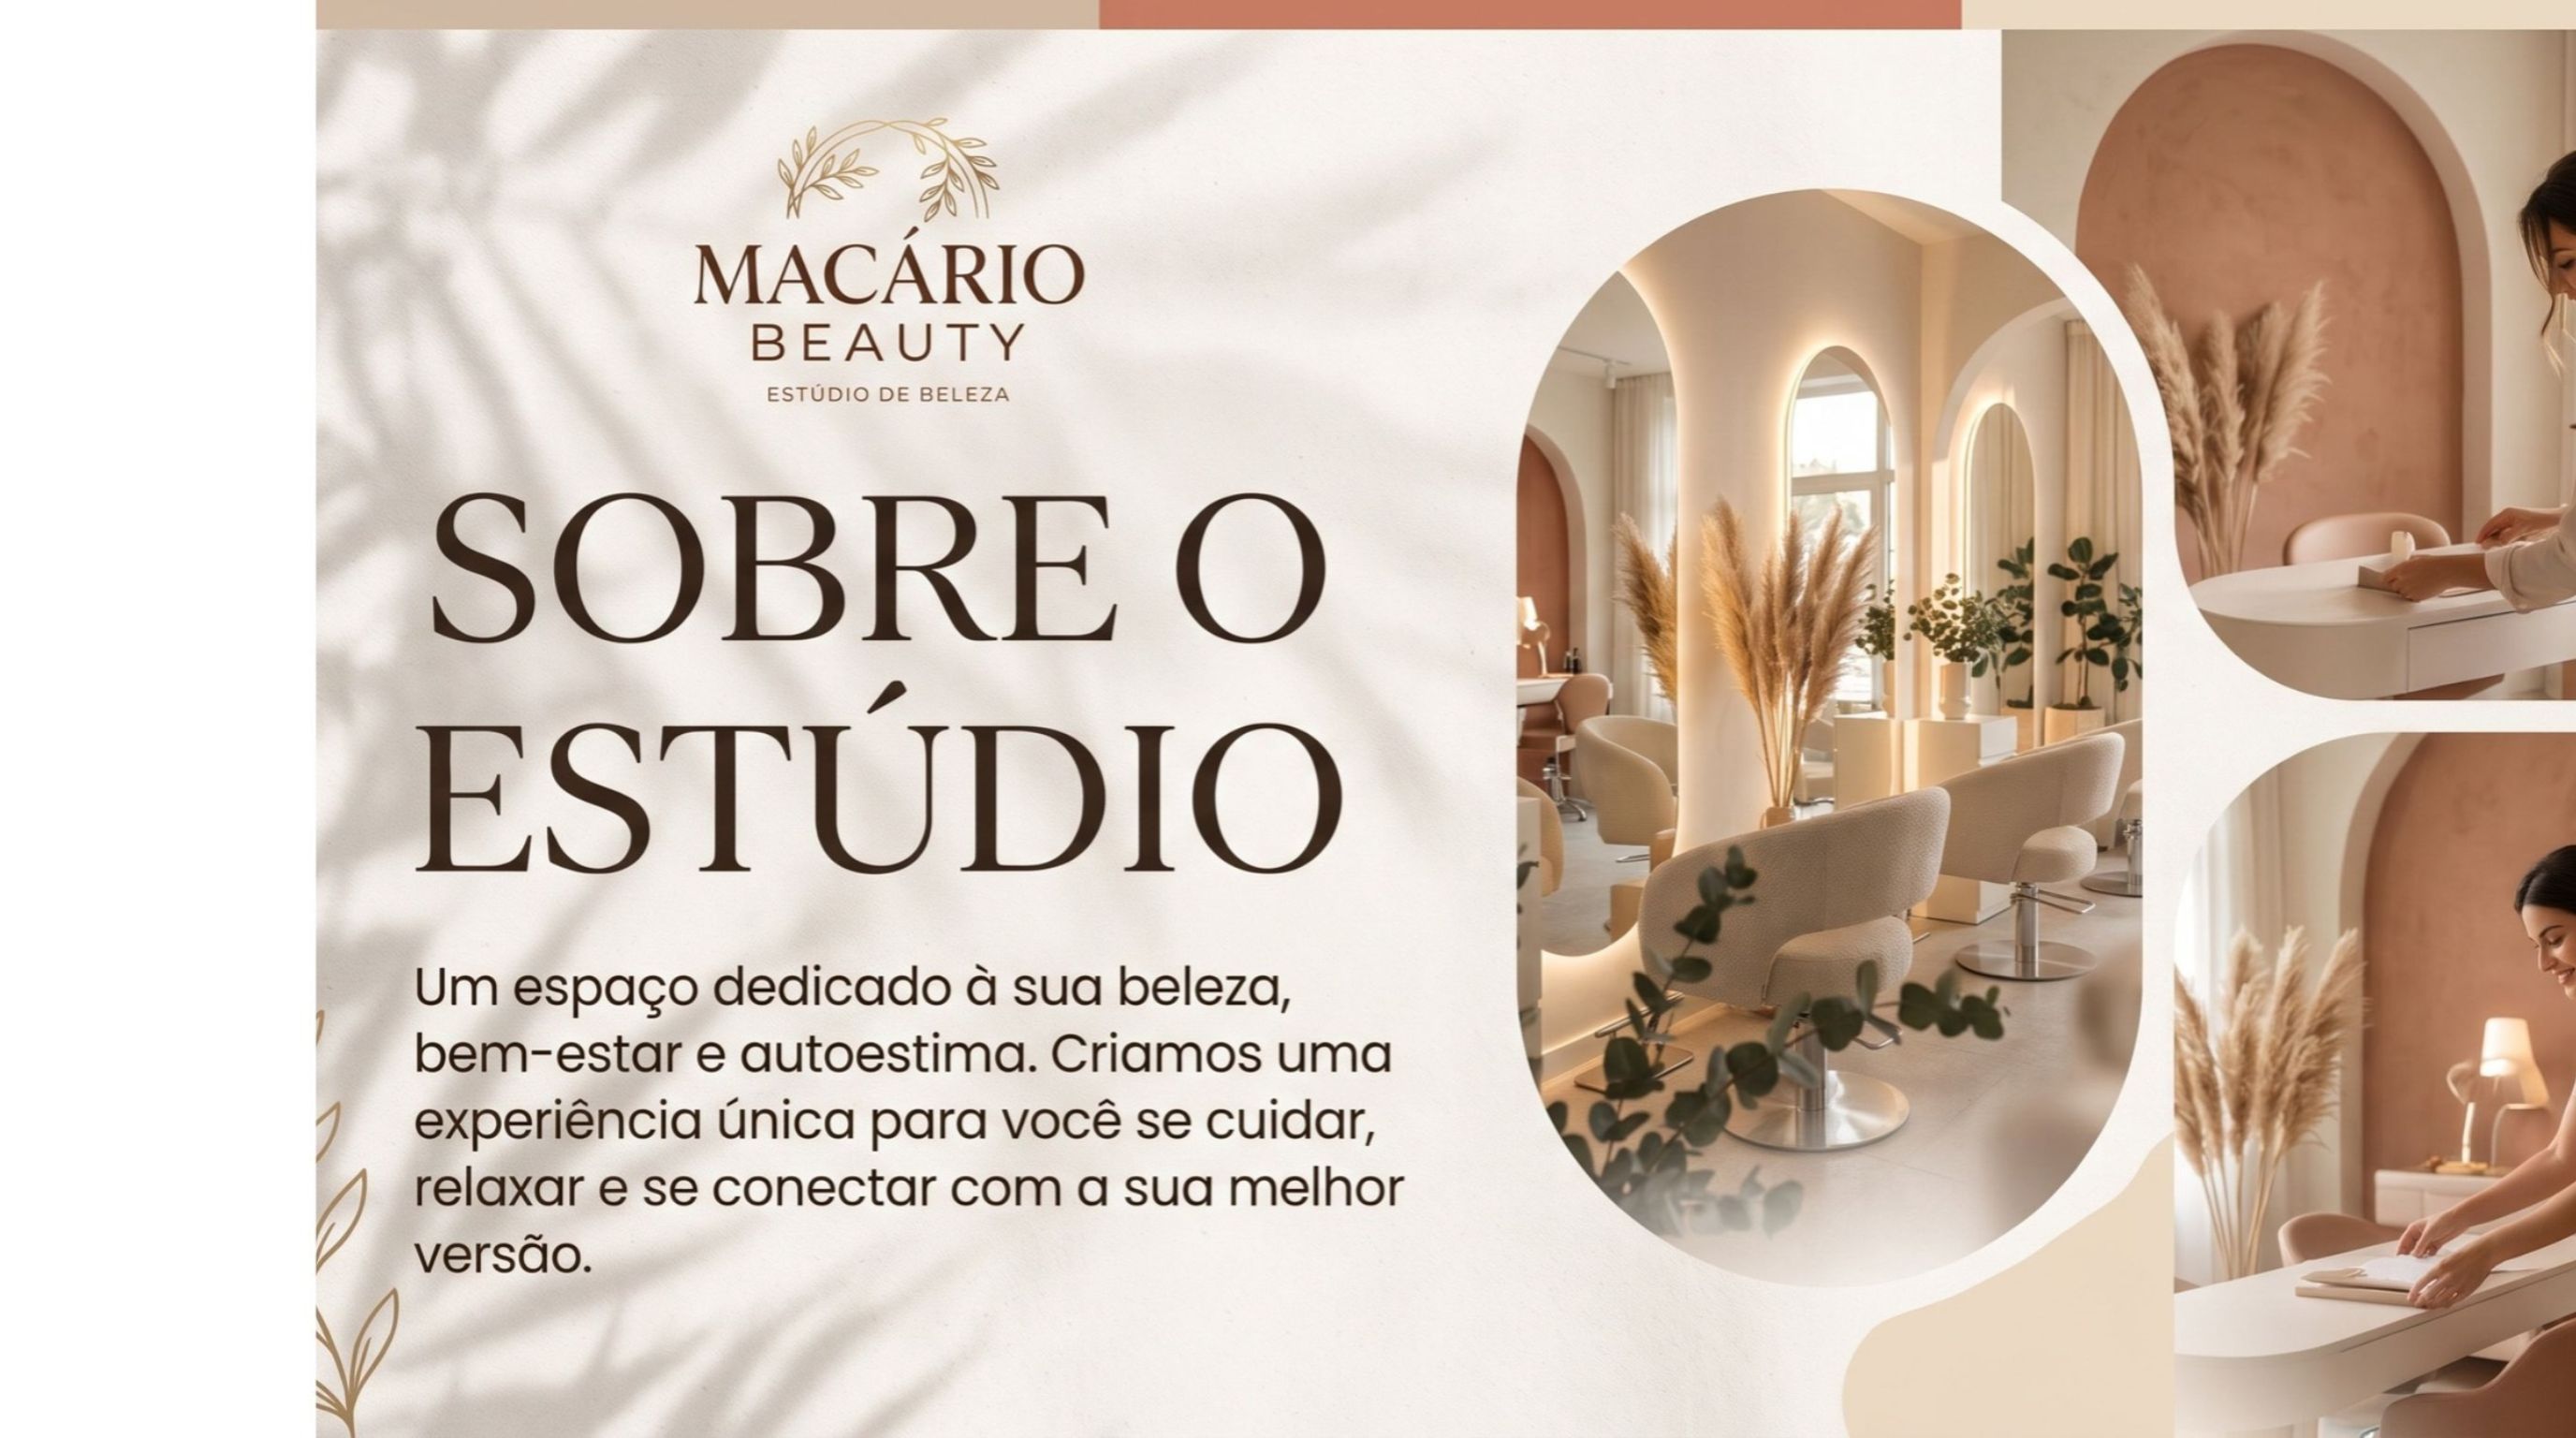 MACÁRIO
BEAUTY
ESTÚDIO DE BELEZA
SOBRE O
ESTÚDIO
Um espaço dedicado à sua beleza,
bem-estar e autoestima. Criamos uma
experiência única para você se cuidar,
relaxar e se conectar com a sua melhor
versão.